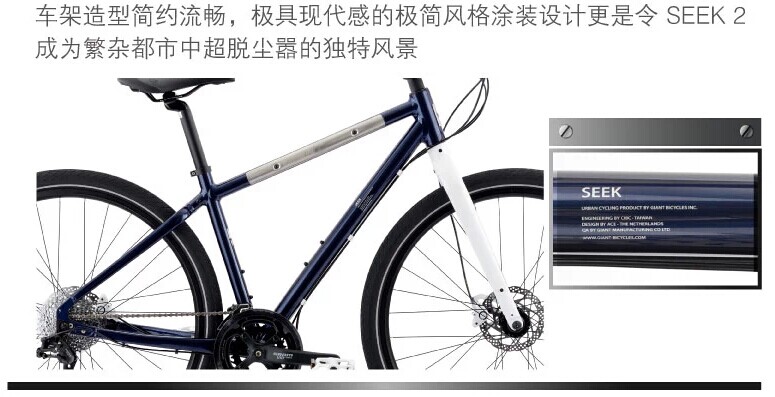 车架造型简约流畅，极具现代感的极简风格涂装设计更是令 SEEK 2
成为繁杂都市中超脱尘嚣的独特风景
SEEK
URBAN CYCLING PRODUCT BY GIANT BICYCLES INC.
ENGINEERING BY CRIC - TAIWAN
DESIGN BY ACE - THE NETHERLANDS
QA BY GIANT MANUFACTURING CO LTD
WWW.GIANT-BICYCLES.COM